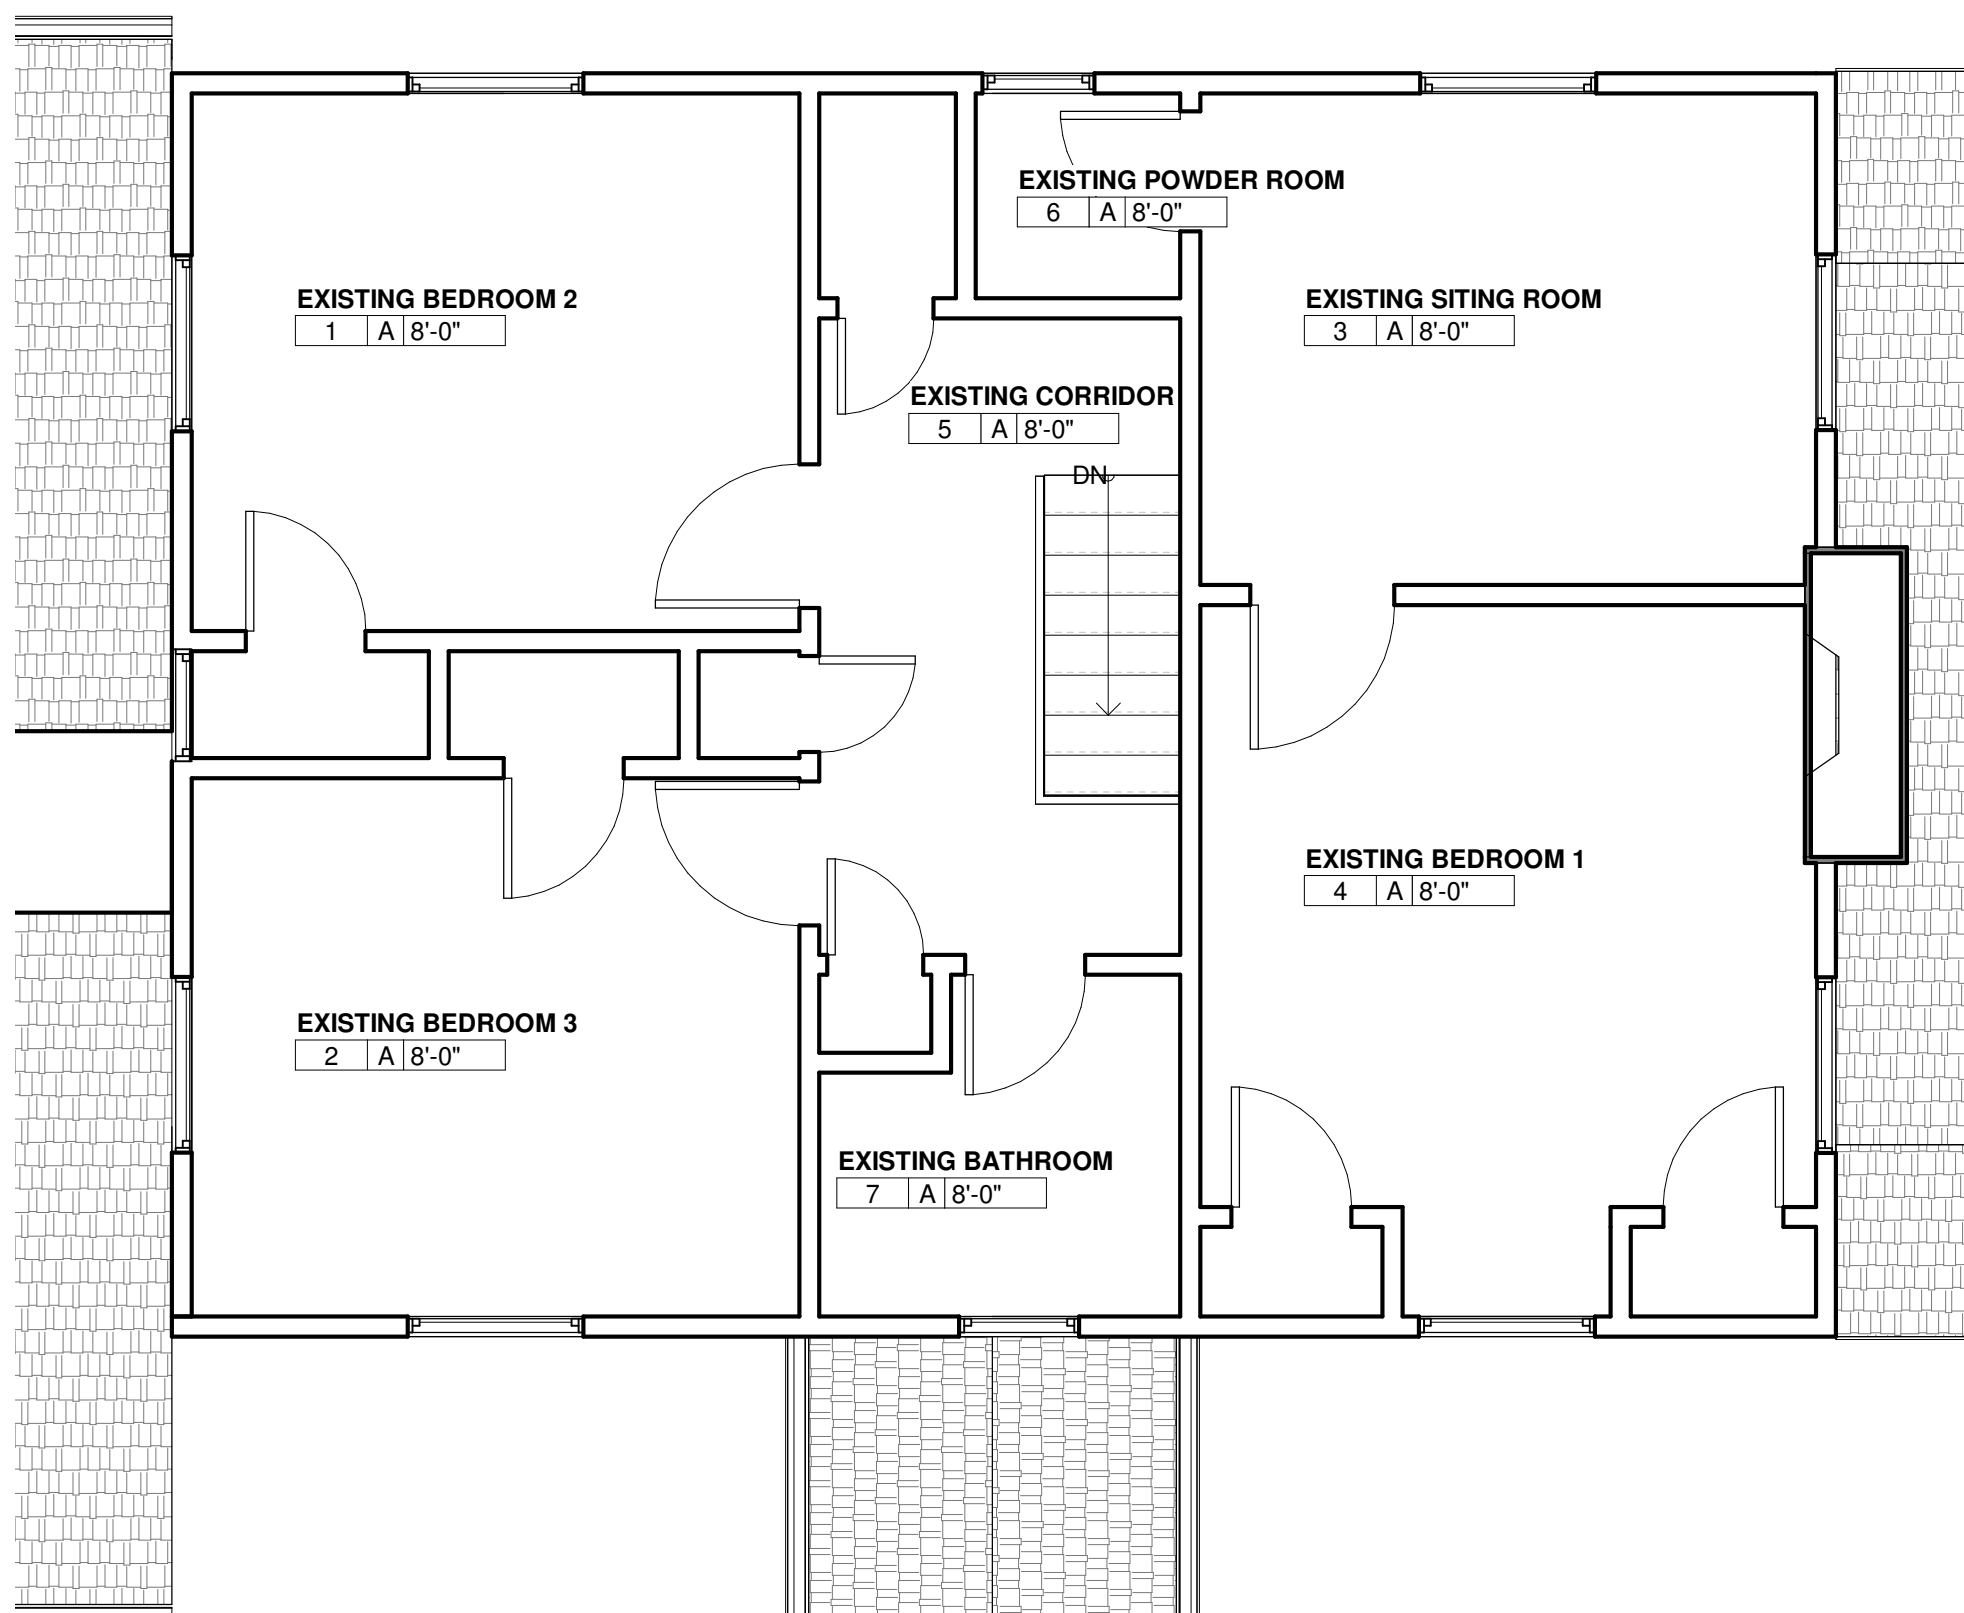 EXISTING POWDER ROOM
6 A 8'-0"
EXISTING BEDROOM 2
1 A 8'-0"
EXISTING SITING ROOM
3 A 8'-0"
EXISTING CORRIDOR
5 A 8'-0"
DN
EXISTING BEDROOM 1
4 A 8'-0"
EXISTING BEDROOM 3
2 A 8'-0"
EXISTING BATHROOM
7 A 8'-0"